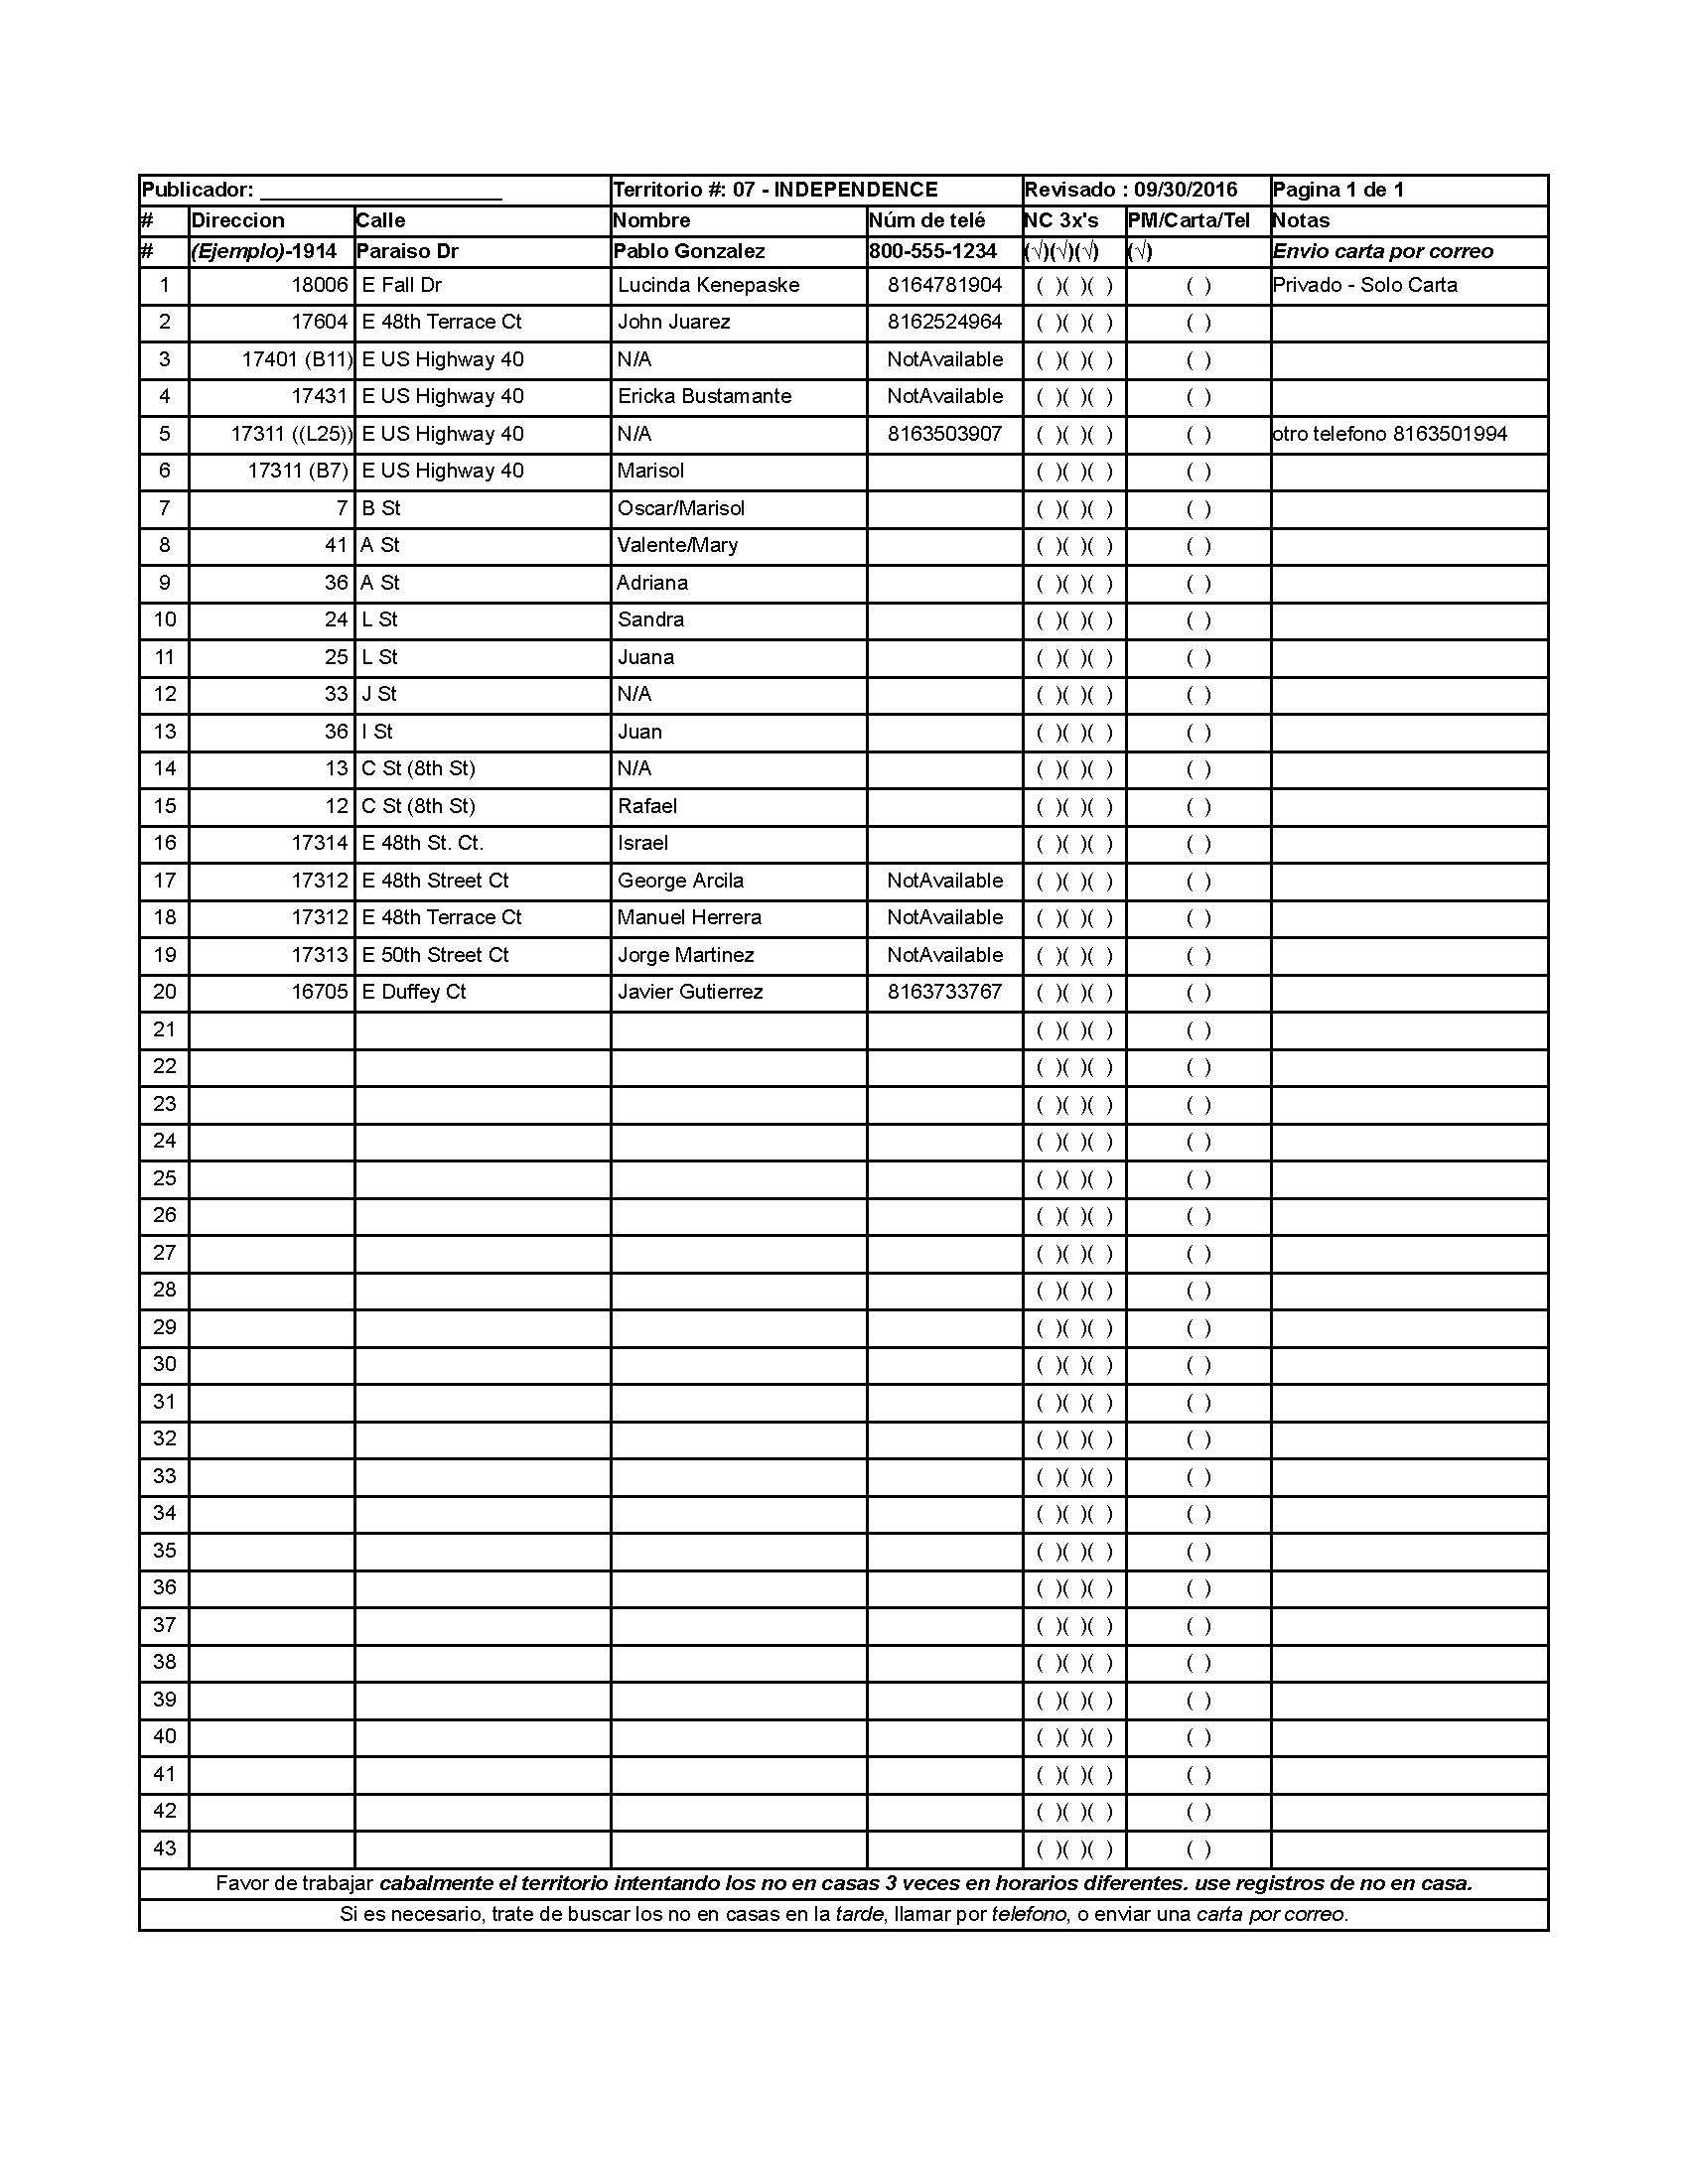 Publicador: ____________________ Territorio #: 07 - INDEPENDENCE Revisado : 09/30/2016 Pagina 1 de 1
# Direccion Calle Nombre Núm de telé NC 3x's PM/Carta/Tel Notas
# (Ejemplo)-1914 Paraiso Dr Pablo Gonzalez 800-555-1234 (√)(√)(√) (√) Envio carta por correo
1 18006 E Fall Dr Lucinda Kenepaske 8164781904 ( )( )( ) ( ) Privado - Solo Carta
2 17604 E 48th Terrace Ct John Juarez 8162524964 ( )( )( ) ( )
3 17401 (B11) E US Highway 40 N/A NotAvailable ( )( )( ) ( )
4 17431 E US Highway 40 Ericka Bustamante NotAvailable ( )( )( ) ( )
5 17311 ((L25)) E US Highway 40 N/A 8163503907 ( )( )( ) ( ) otro telefono 8163501994
6 17311 (B7) E US Highway 40 Marisol ( )( )( ) ( )
7 7 B St Oscar/Marisol ( )( )( ) ( )
8 41 A St Valente/Mary ( )( )( ) ( )
9 36 A St Adriana ( )( )( ) ( )
10 24 L St Sandra ( )( )( ) ( )
11 25 L St Juana ( )( )( ) ( )
12 33 J St N/A ( )( )( ) ( )
13 36 I St Juan ( )( )( ) ( )
14 13 C St (8th St) N/A ( )( )( ) ( )
15 12 C St (8th St) Rafael ( )( )( ) ( )
16 17314 E 48th St. Ct. Israel ( )( )( ) ( )
17 17312 E 48th Street Ct George Arcila NotAvailable ( )( )( ) ( )
18 17312 E 48th Terrace Ct Manuel Herrera NotAvailable ( )( )( ) ( )
19 17313 E 50th Street Ct Jorge Martinez NotAvailable ( )( )( ) ( )
20 16705 E Duffey Ct Javier Gutierrez 8163733767 ( )( )( ) ( )
21 ( )( )( ) ( )
22 ( )( )( ) ( )
23 ( )( )( ) ( )
24 ( )( )( ) ( )
25 ( )( )( ) ( )
26 ( )( )( ) ( )
27 ( )( )( ) ( )
28 ( )( )( ) ( )
29 ( )( )( ) ( )
30 ( )( )( ) ( )
31 ( )( )( ) ( )
32 ( )( )( ) ( )
33 ( )( )( ) ( )
34 ( )( )( ) ( )
35 ( )( )( ) ( )
36 ( )( )( ) ( )
37 ( )( )( ) ( )
38 ( )( )( ) ( )
39 ( )( )( ) ( )
40 ( )( )( ) ( )
41 ( )( )( ) ( )
42 ( )( )( ) ( )
43 ( )( )( ) ( )
Favor de trabajar cabalmente el territorio intentando los no en casas 3 veces en horarios diferentes. use registros de no en casa.
Si es necesario, trate de buscar los no en casas en la tarde, llamar por telefono, o enviar una carta por correo.